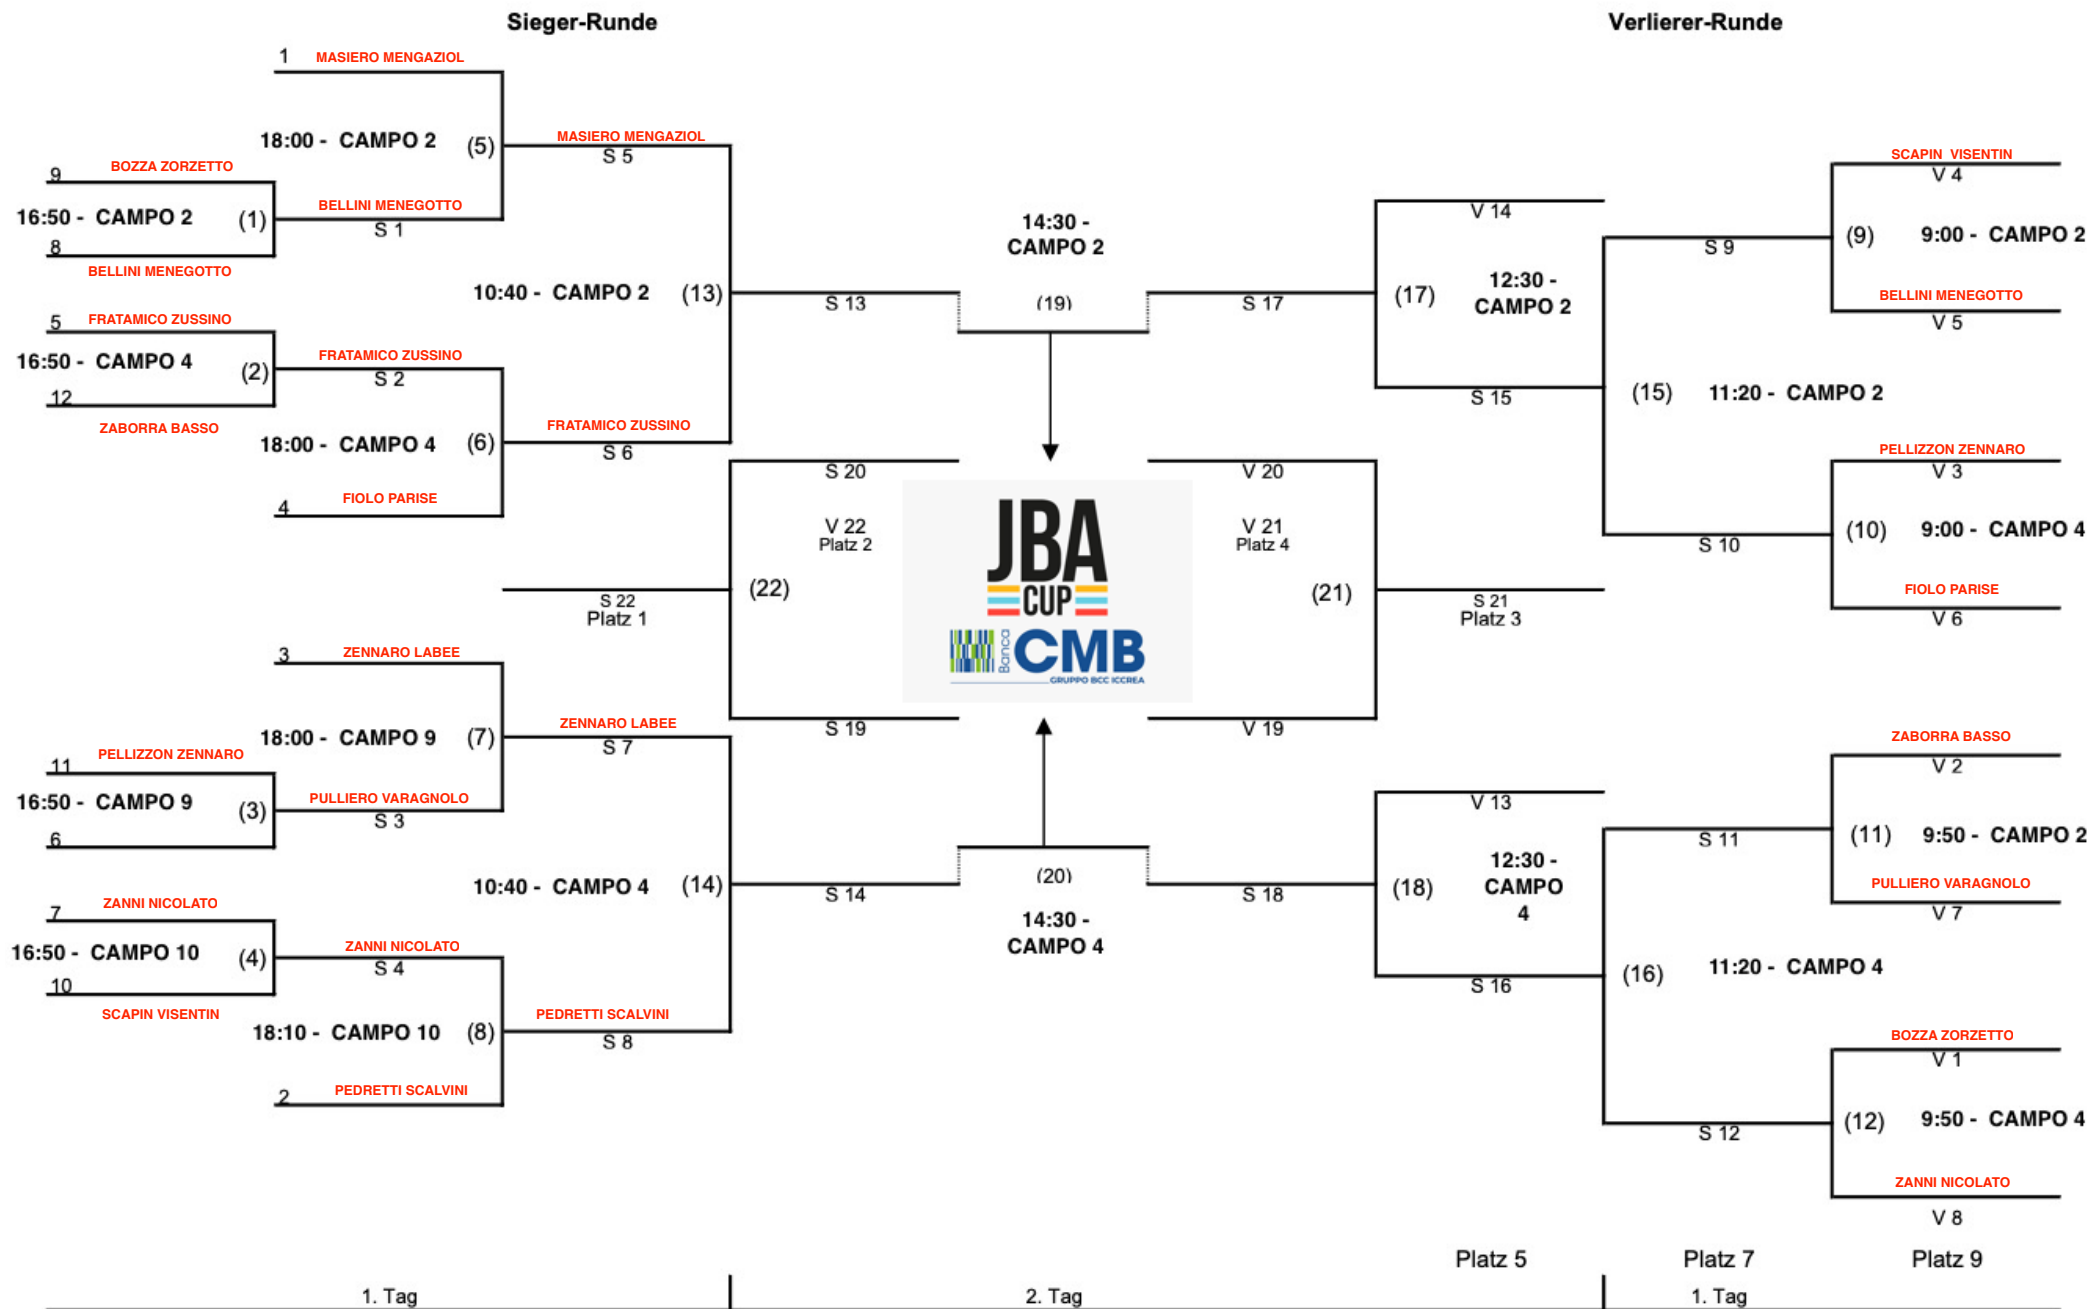 Sieger-Runde
Verlierer-Runde
1 MASIERO MENGAZIOL
18:00 - CAMPO 2 (5)
MASIERO MENGAZIOL
S 5
9 BOZZA ZORZETTO
16:50 - CAMPO 2 (1)
BELLINI MENEGOTTO
S 1
8
BELLINI MENEGOTTO
10:40 - CAMPO 2 (13)
S 13
5 FRATAMICO ZUSSINO
16:50 - CAMPO 4 (2)
FRATAMICO ZUSSINO
S 2
12
ZABORRA BASSO
18:00 - CAMPO 4 (6)
FRATAMICO ZUSSINO
S 6
4 FIOLO PARISE
14:30 -
CAMPO 2
(19)
S 17
S 20
V 22
Platz 2
(22)
S 22
Platz 1
S 19
JBA
CUP
Banca
CMB
GRUPPO BCC ICCREA
V 20
V 21
Platz 4
(21)
S 21
Platz 3
V 19
3 ZENNARO LABEE
18:00 - CAMPO 9 (7)
ZENNARO LABEE
S 7
11 PELLIZZON ZENNARO
16:50 - CAMPO 9 (3)
PULLIERO VARAGNOLO
S 3
6
10:40 - CAMPO 4 (14)
S 14
7 ZANNI NICOLATO
16:50 - CAMPO 10 (4)
ZANNI NICOLATO
S 4
10
SCAPIN VISENTIN
18:10 - CAMPO 10 (8)
PEDRETTI SCALVINI
S 8
2 PEDRETTI SCALVINI
(20)
14:30 -
CAMPO 4
S 18
V 14
(17)
12:30 -
CAMPO 2
S 15
SCAPIN VISENTIN
V 4
(9) 9:00 - CAMPO 2
S 9
BELLINI MENEGOTTO
V 5
(15) 11:20 - CAMPO 2
PELLIZZON ZENNARO
V 3
(10) 9:00 - CAMPO 4
S 10
FIOLO PARISE
V 6
V 13
(18)
12:30 -
CAMPO
4
S 16
ZABORRA BASSO
V 2
(11) 9:50 - CAMPO 2
S 11
PULLIERO VARAGNOLO
V 7
(16) 11:20 - CAMPO 4
BOZZA ZORZETTO
V 1
(12) 9:50 - CAMPO 4
S 12
ZANNI NICOLATO
V 8
Platz 5
Platz 7
Platz 9
1. Tag
2. Tag
1. Tag